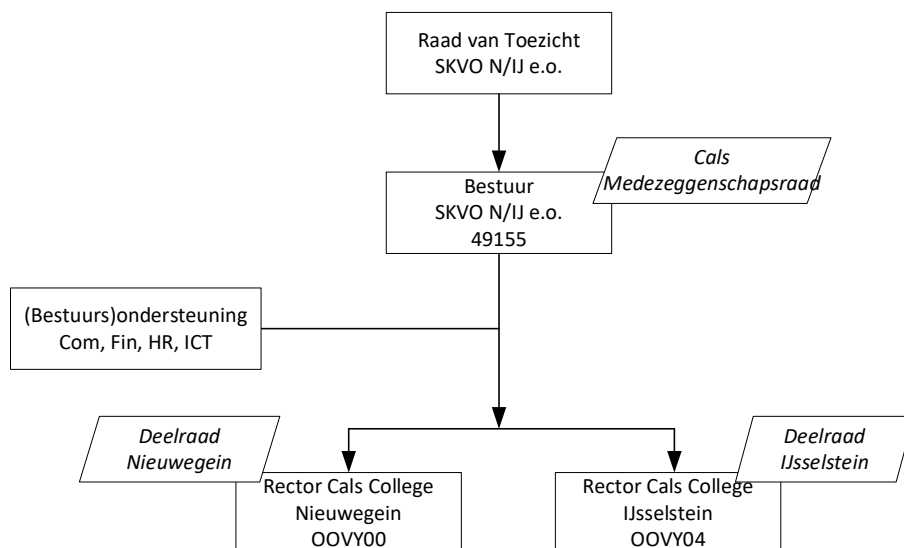 Raad van Toezicht
SKVO N/IJ e.o.
Cals
Medezeggenschapsraad
Bestuur
SKVO N/IJ e.o.
49155
(Bestuurs)ondersteuning
Com, Fin, HR, ICT
Deelraad
Nieuwegein
Deelraad
IJsselstein
Rector Cals College
Nieuwegein
OOVY00
Rector Cals College
IJsselstein
OOVY04